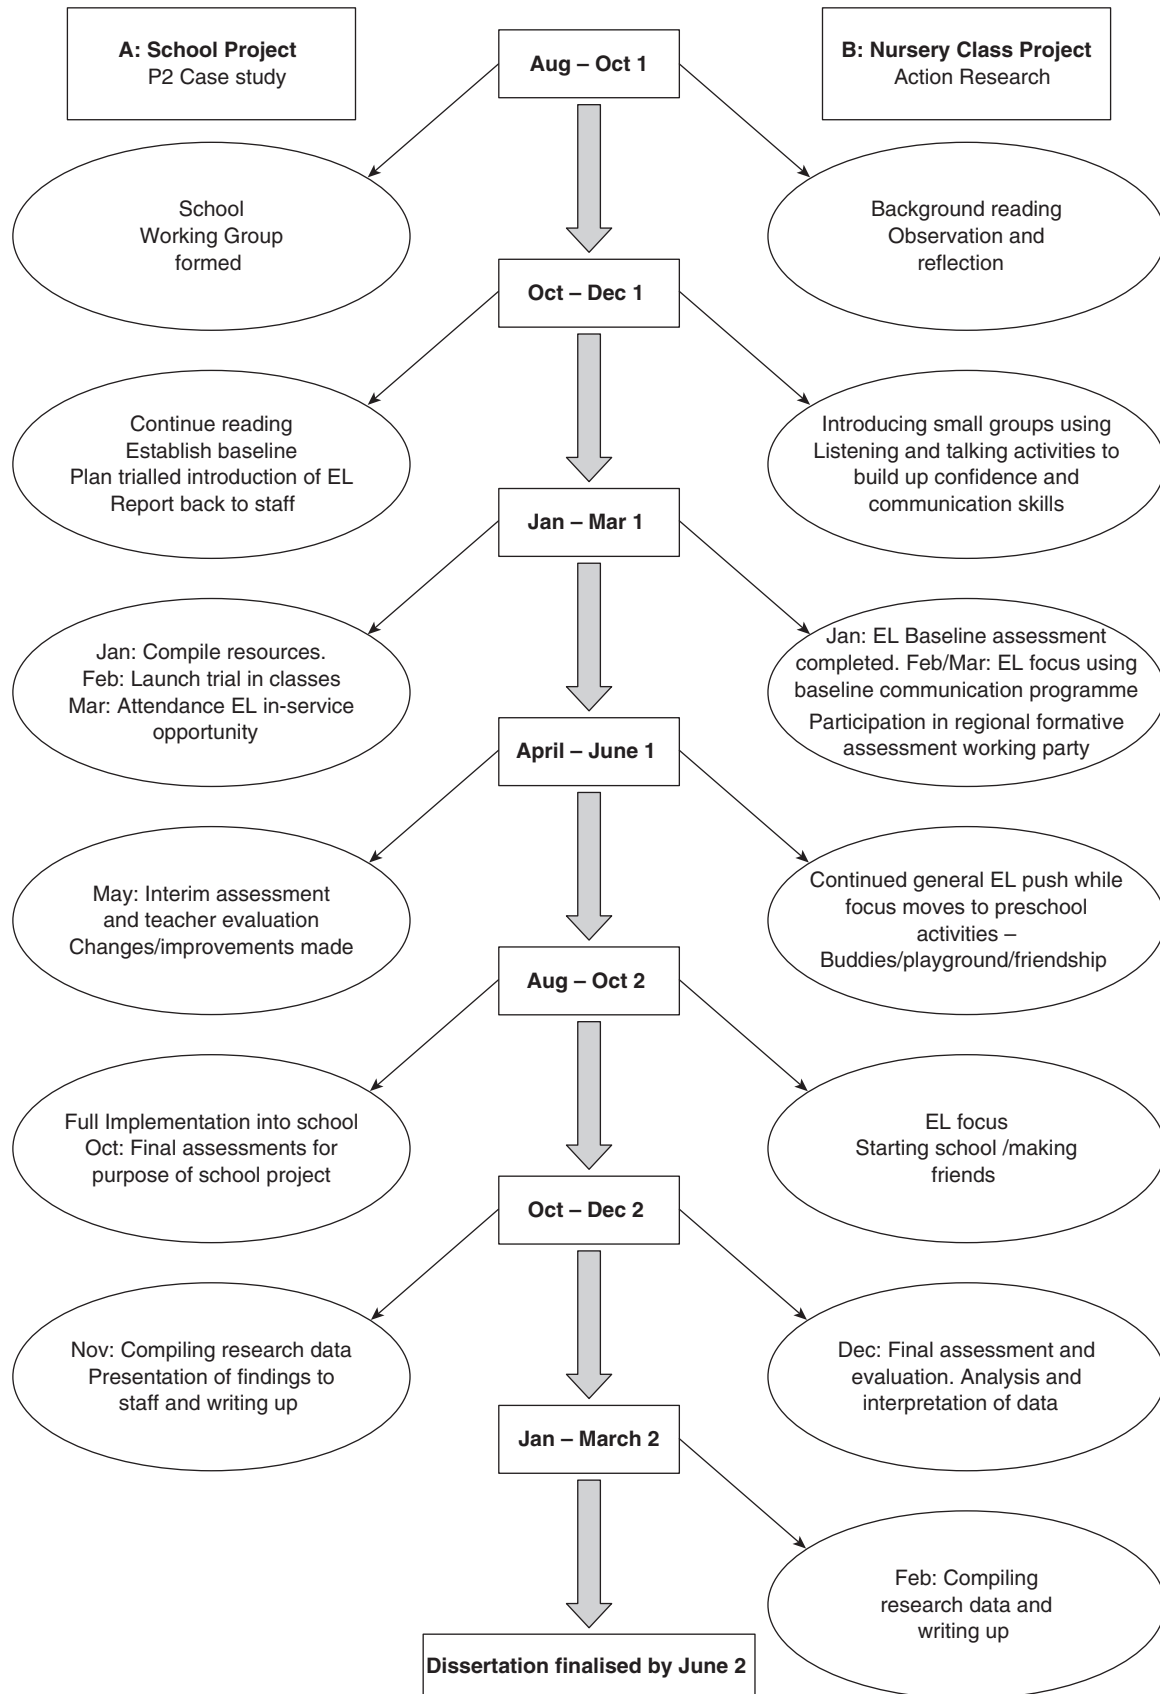 A: School Project
P2 Case study
Aug – Oct 1
B: Nursery Class Project
Action Research
School
Working Group
formed
Background reading
Observation and
reflection
Oct – Dec 1
Continue reading
Establish baseline
Plan trialled introduction of EL
Report back to staff
Introducing small groups using
Listening and talking activities to
build up confidence and
communication skills
Jan – Mar 1
Jan: Compile resources.
Feb: Launch trial in classes
Mar: Attendance EL in-service
opportunity
Jan: EL Baseline assessment
completed. Feb/Mar: EL focus using
baseline communication programme
Participation in regional formative
assessment working party
April – June 1
May: Interim assessment
and teacher evaluation
Changes/improvements made
Continued general EL push while
focus moves to preschool
activities –
Buddies/playground/friendship
Aug – Oct 2
Full Implementation into school
Oct: Final assessments for
purpose of school project
EL focus
Starting school /making
friends
Oct – Dec 2
Nov: Compiling research data
Presentation of findings to
staff and writing up
Dec: Final assessment and
evaluation. Analysis and
interpretation of data
Jan – March 2
Feb: Compiling
research data and
writing up
Dissertation finalised by June 2